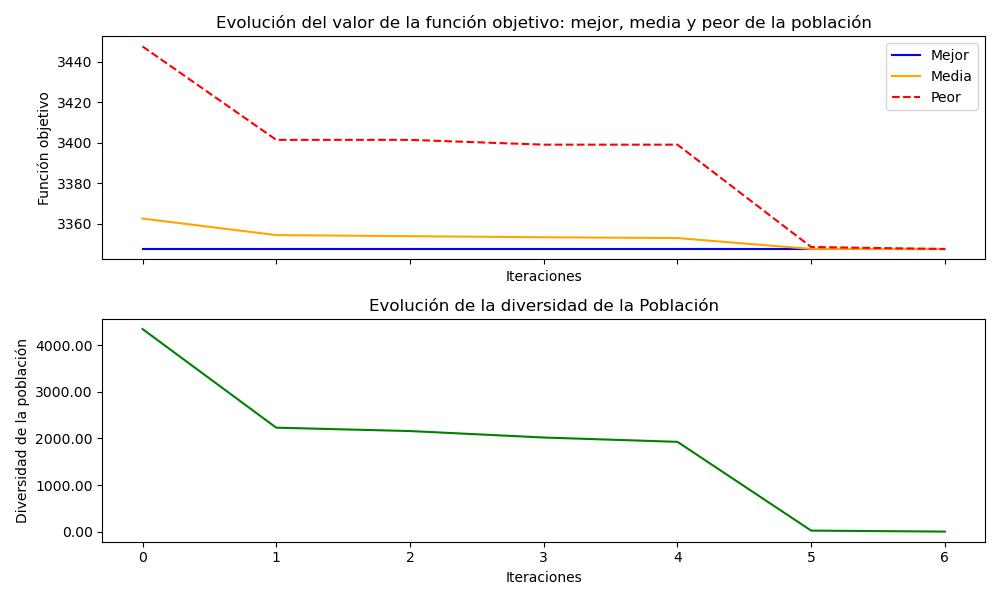 Evolución del valor de la función objetivo: mejor, media y peor de la población
Función objetivo
3440
3420
3400
3380
3360
Mejor
Media
Peor
Iteraciones
Evolución de la diversidad de la Población
Diversidad de la población
4000.00
3000.00
2000.00
1000.00
0.00
0 1 2 3 4 5 6
Iteraciones